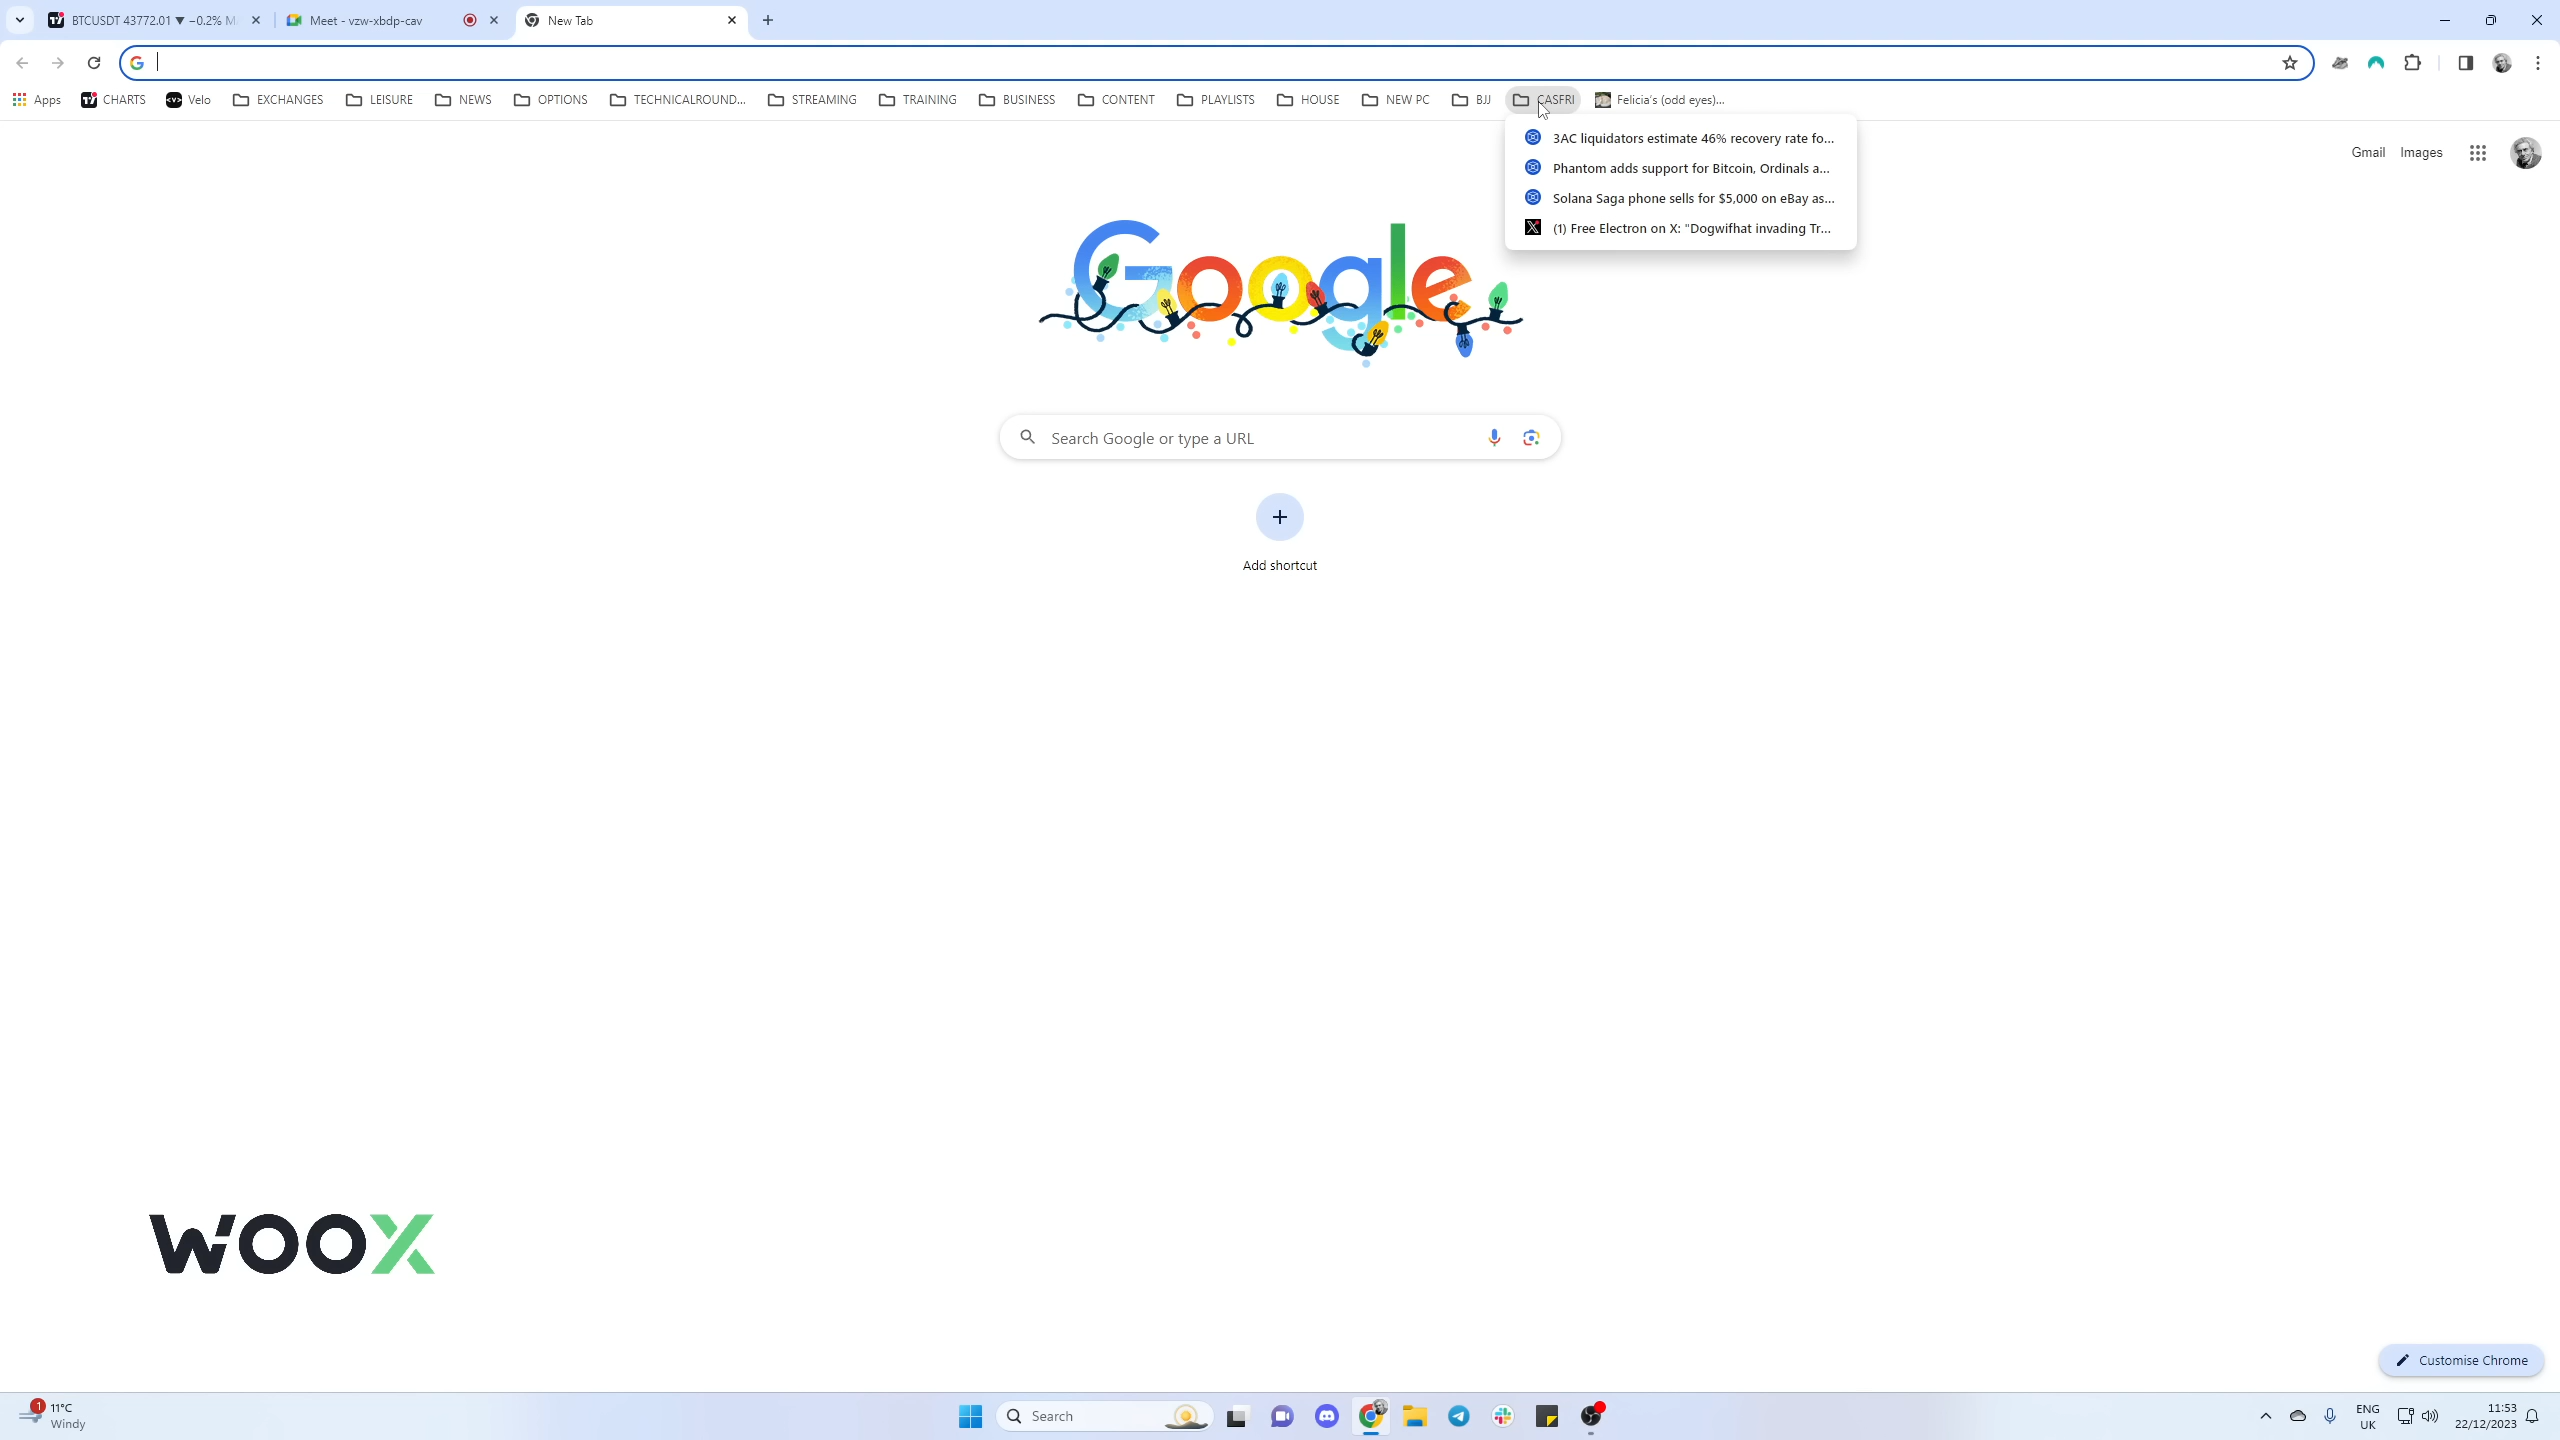 BTCUSDT 43772.01 ▼ −0.2% M
Meet - vzw-xbdp-cav
New Tab
Apps
CHARTS
Velo
EXCHANGES
LEISURE
NEWS
OPTIONS
TECHNICALROUND...
STREAMING
TRAINING
BUSINESS
CONTENT
PLAYLISTS
HOUSE
NEW PC
BJJ
CASFRI
Felicia's (odd eyes)...
3AC liquidators estimate 46% recovery rate fo...
Phantom adds support for Bitcoin, Ordinals a...
Solana Saga phone sells for $5,000 on eBay as...
(1) Free Electron on X: "Dogwifhat invading Tr...
Gmail
Images
Google
Search Google or type a URL
Add shortcut
WOOX
Customise Chrome
1
11°C
Windy
Search
ENG
UK
11:53
22/12/2023